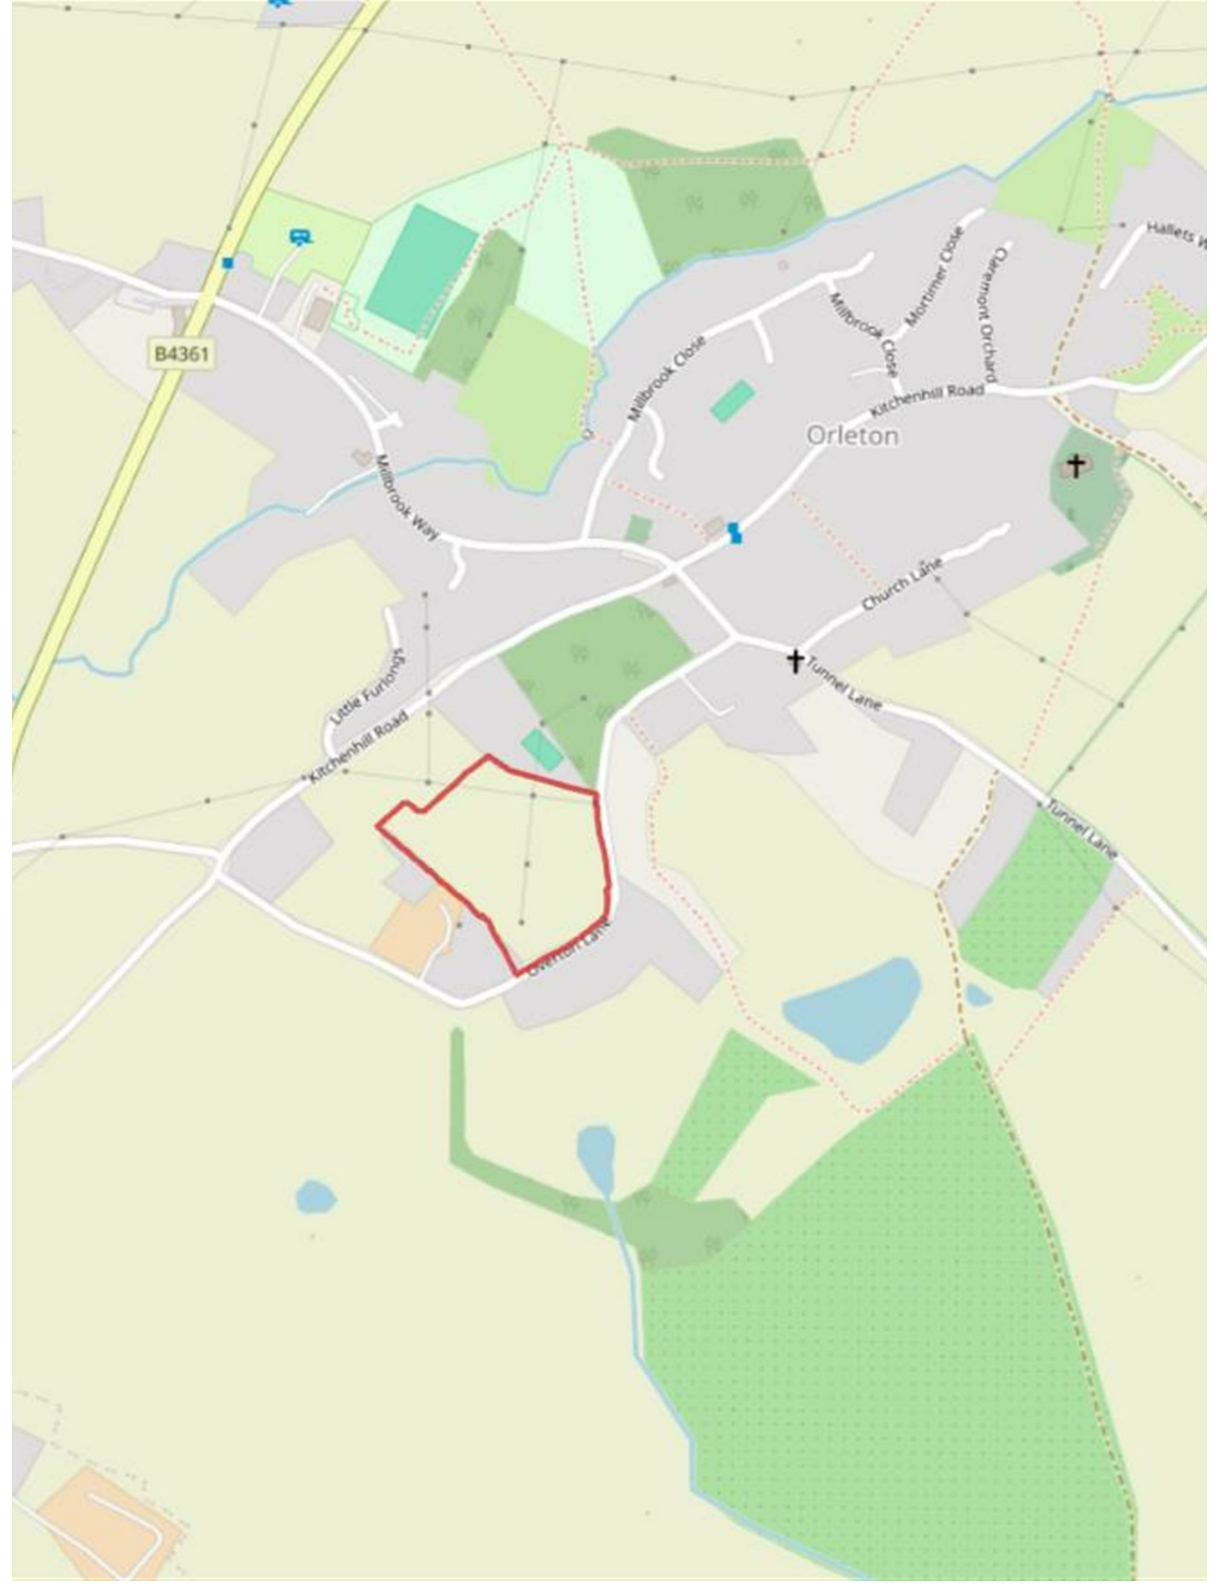 Hallets W
Mortimer Close
Claremont Orchard
Millbrook Close
B4361
Millbrook Close
Kitchenhill Road
Orleton
Millbrook Way
Church Lane
Little Furlongs
Tunnel Lane
Kitchenhill Road
Tunnel Lane
Overton Lane